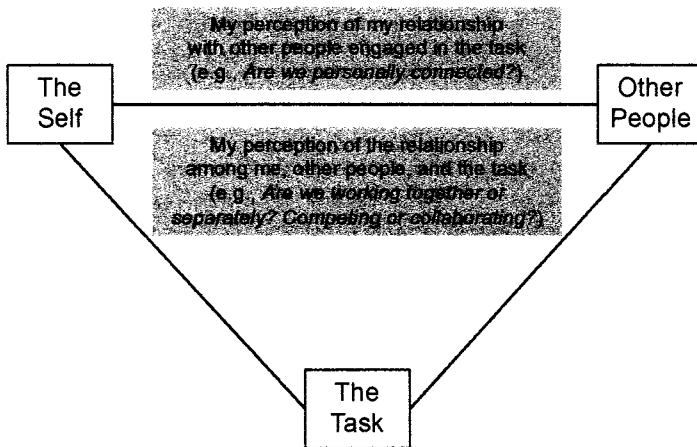 My perception of my relationship
with other people engaged in the task
(e.g., Are we personally connected?)
The
Self
Other
People
My perception of the relationship
among me, other people, and the task
(e.g., Are we working together or
separately? Competing or collaborating?)
The
Task